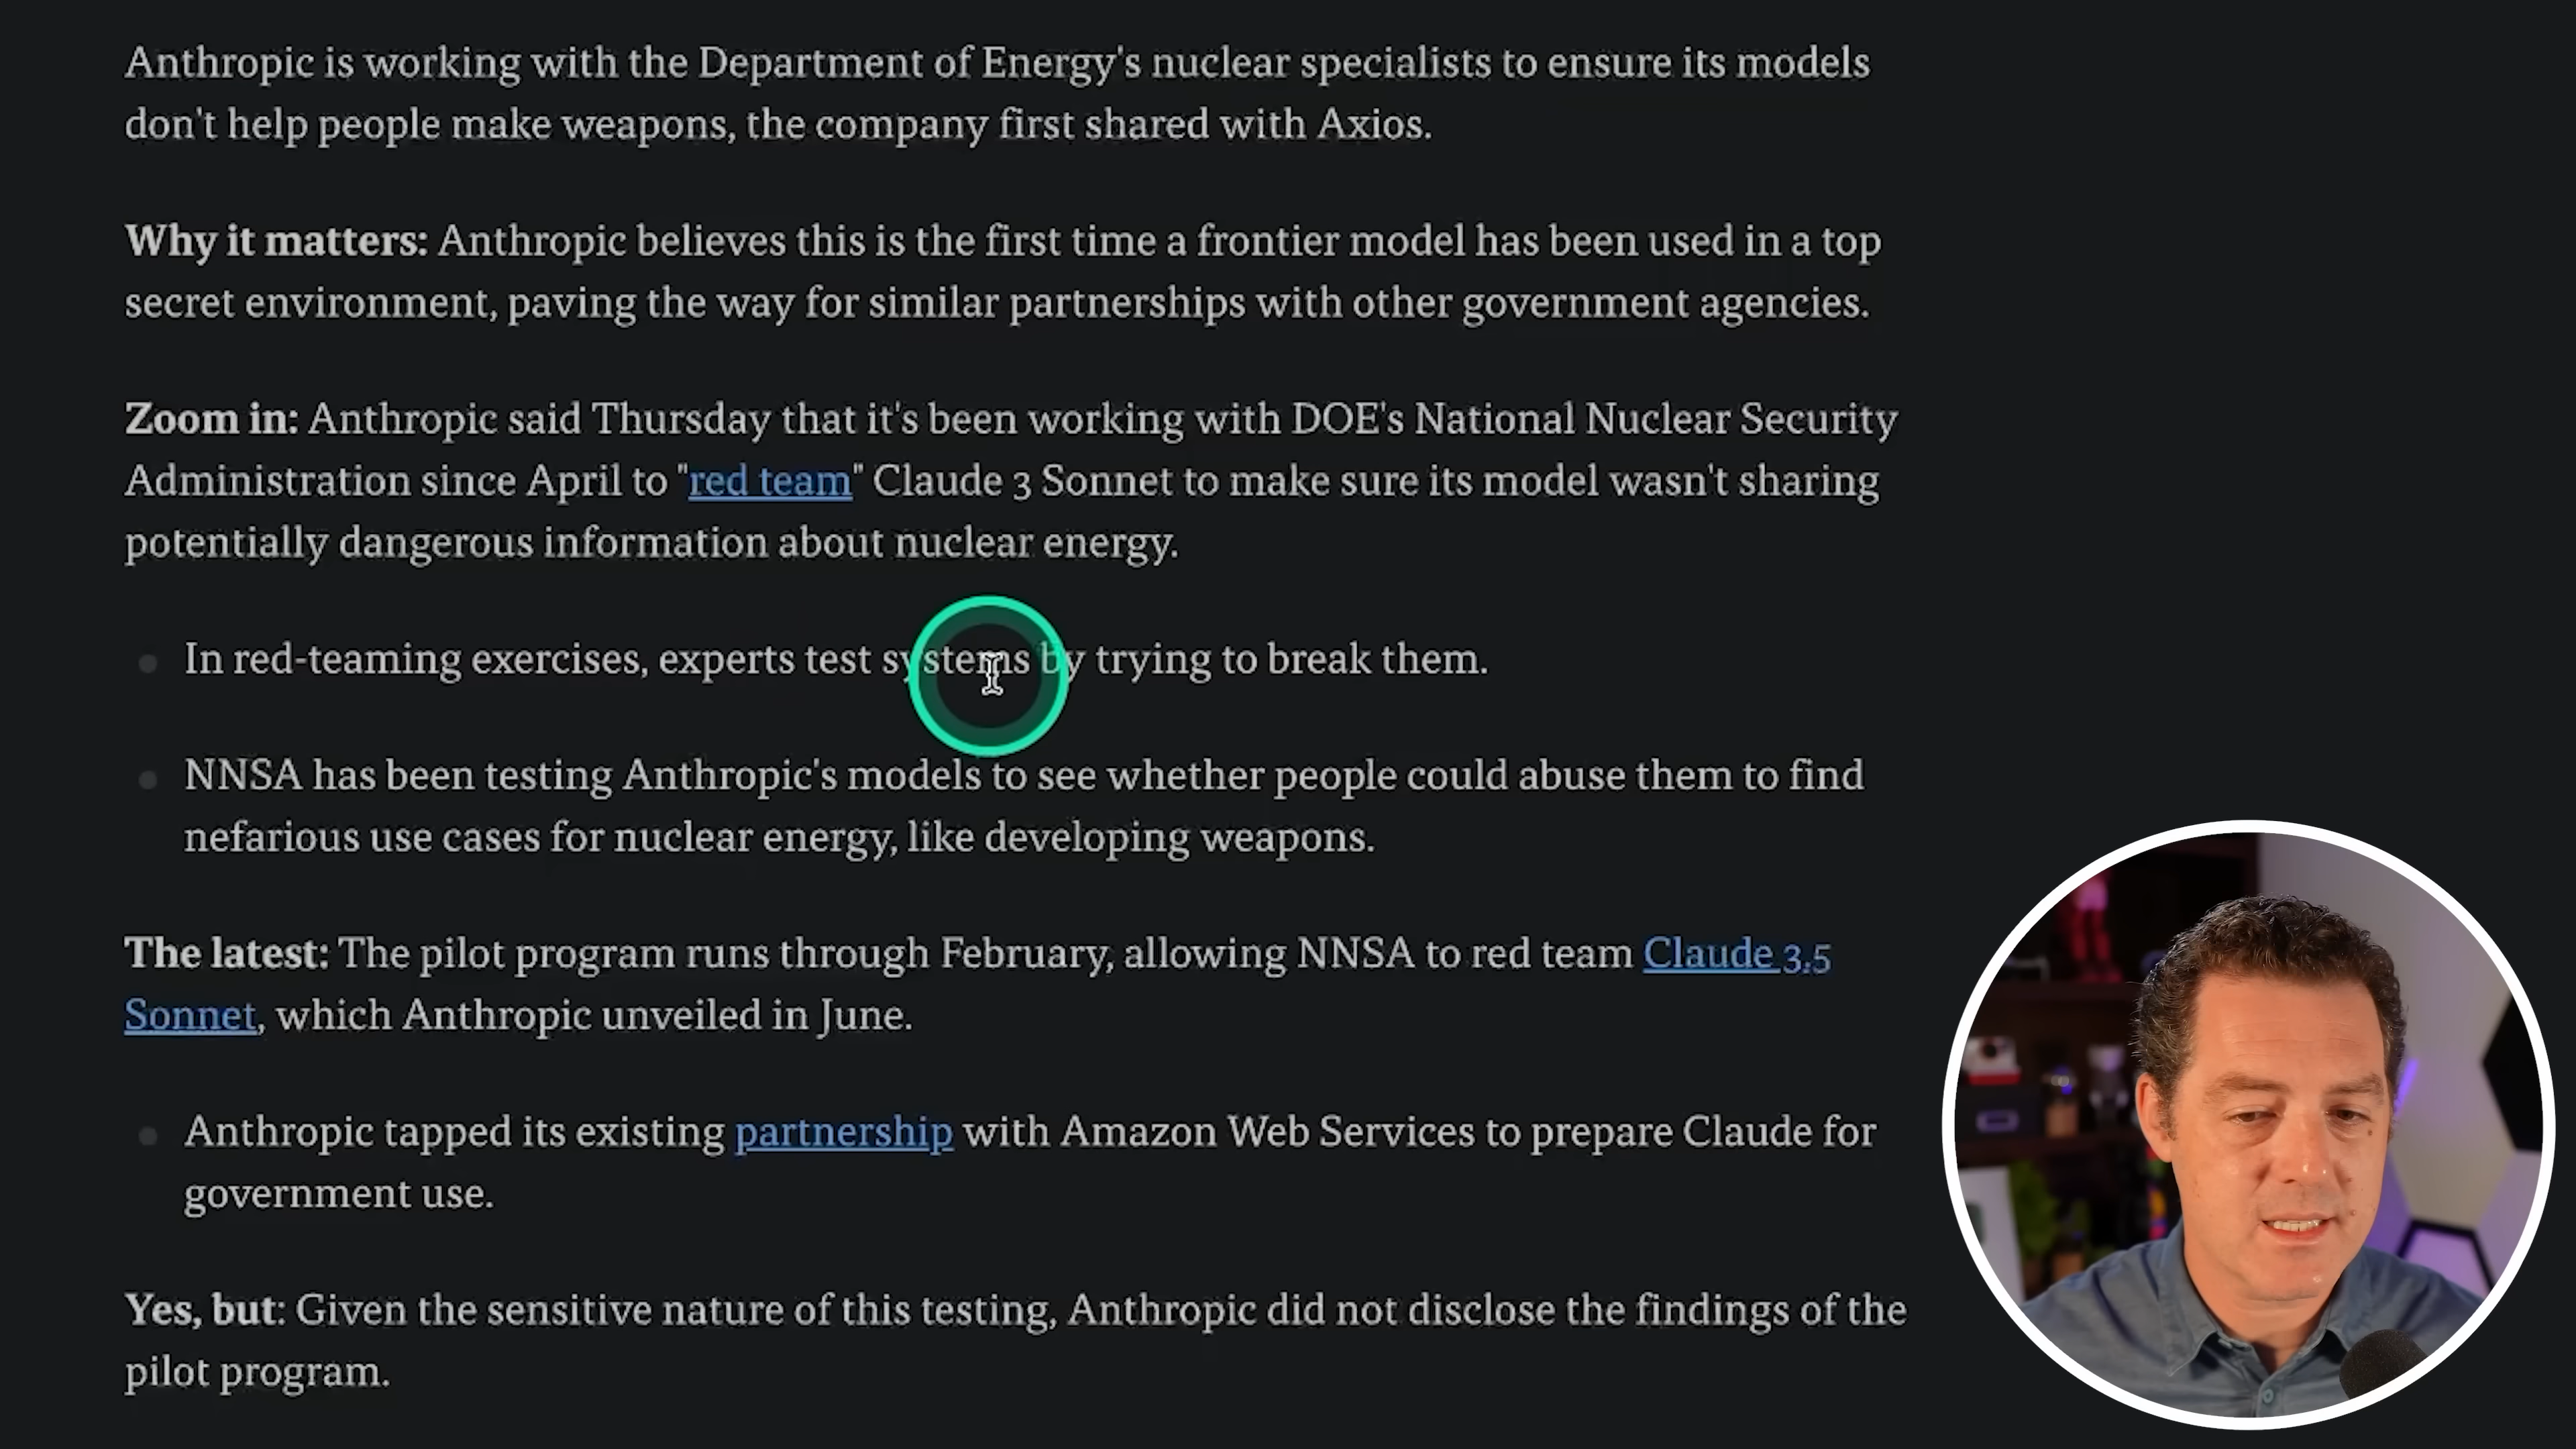 Anthropic is working with the Department of Energy's nuclear specialists to ensure its models
don't help people make weapons, the company first shared with Axios.
Why it matters: Anthropic believes this is the first time a frontier model has been used in a top
secret environment, paving the way for similar partnerships with other government agencies.
Zoom in: Anthropic said Thursday that it's been working with DOE's National Nuclear Security
Administration since April to "red team" Claude 3 Sonnet to make sure its model wasn't sharing
potentially dangerous information about nuclear energy.
In red-teaming exercises, experts test systems by trying to break them.
NNSA has been testing Anthropic's models to see whether people could abuse them to find
nefarious use cases for nuclear energy, like developing weapons.
The latest: The pilot program runs through February, allowing NNSA to red team Claude 3.5
Sonnet, which Anthropic unveiled in June.
Anthropic tapped its existing partnership with Amazon Web Services to prepare Claude for
government use.
Yes, but: Given the sensitive nature of this testing, Anthropic did not disclose the findings of the
pilot program.